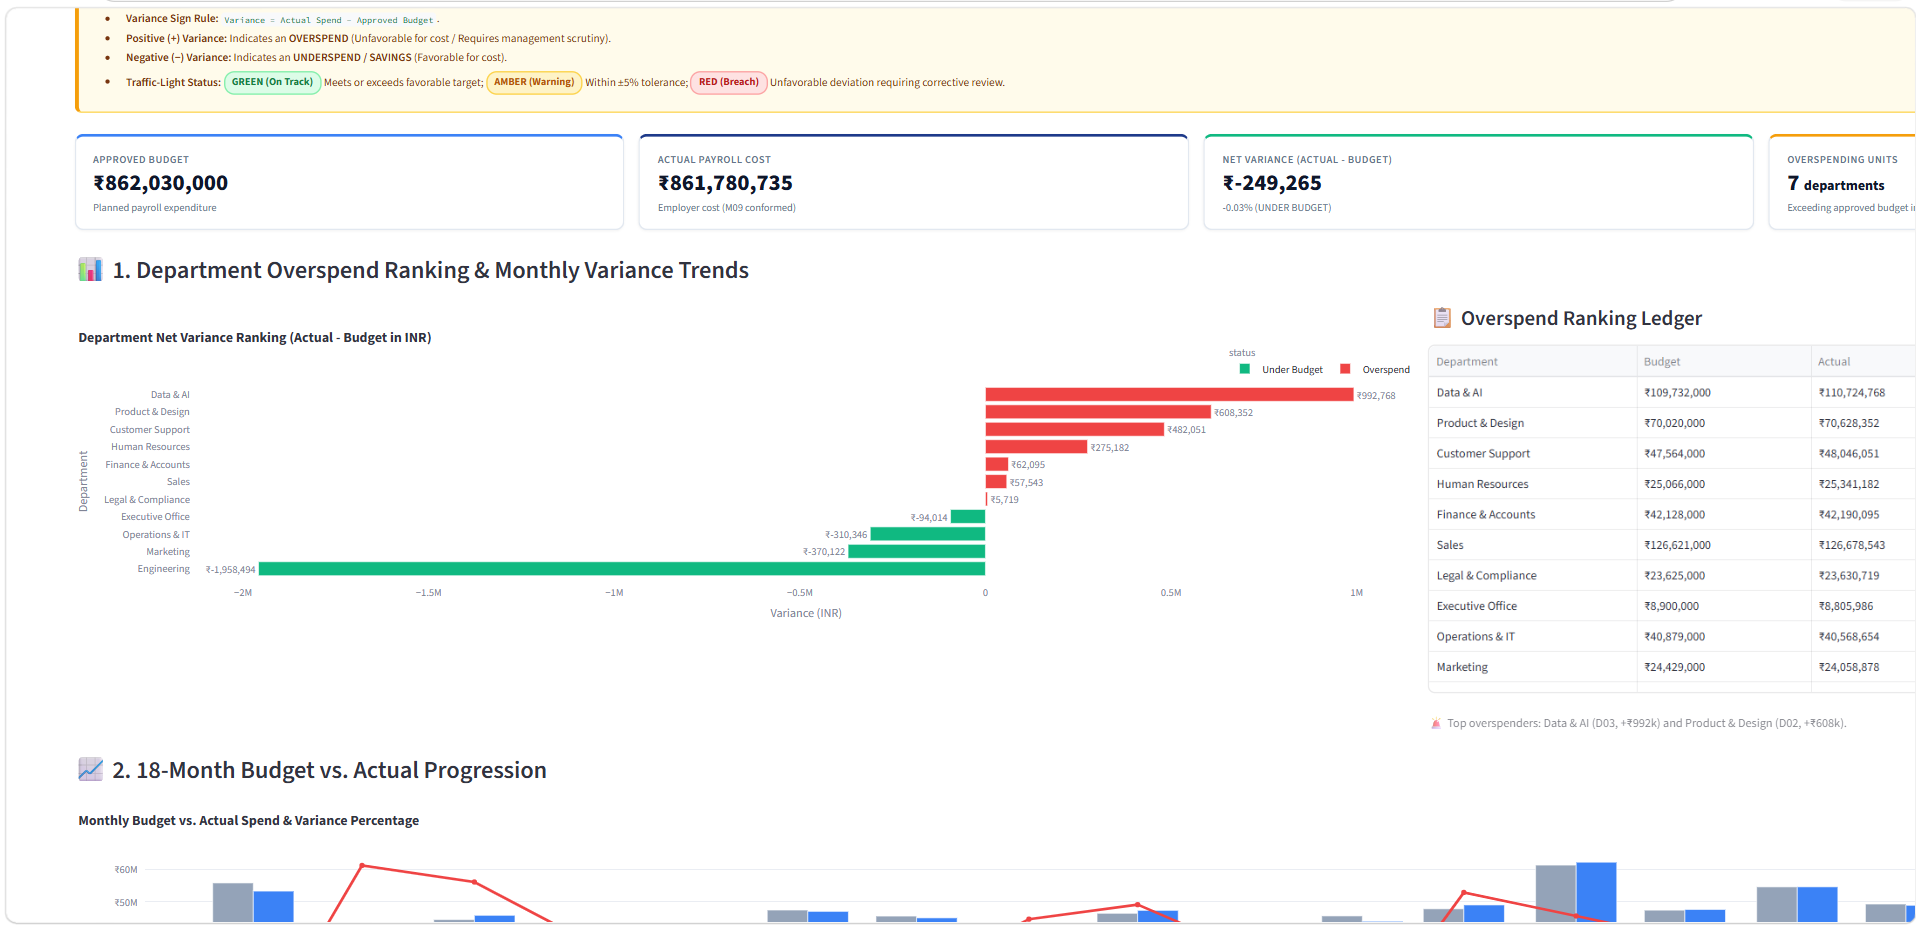 Variance Sign Rule: Variance = Actual Spend − Approved Budget.
Positive (+) Variance: Indicates an OVERSPEND (Unfavorable for cost / Requires management scrutiny).
Negative (−) Variance: Indicates an UNDERSPEND / SAVINGS (Favorable for cost).
Traffic-Light Status: GREEN (On Track) Meets or exceeds favorable target; AMBER (Warning) Within ±5% tolerance; RED (Breach) Unfavorable deviation requiring corrective review.
APPROVED BUDGET
₹862,030,000
Planned payroll expenditure
ACTUAL PAYROLL COST
₹861,780,735
Employer cost (M09 conformed)
NET VARIANCE (ACTUAL - BUDGET)
₹-249,265
-0.03% (UNDER BUDGET)
OVERSPENDING UNITS
7 departments
Exceeding approved budget
1. Department Overspend Ranking & Monthly Variance Trends
Department Net Variance Ranking (Actual - Budget in INR)
status
Under Budget
Overspend
Department
Data & AI ₹992,768
Product & Design ₹608,352
Customer Support ₹482,051
Human Resources ₹275,182
Finance & Accounts ₹62,095
Sales ₹57,543
Legal & Compliance ₹5,719
Executive Office ₹-94,014
Operations & IT ₹-310,346
Marketing ₹-370,122
Engineering ₹-1,958,494
−2M −1.5M −1M −0.5M 0 0.5M 1M
Variance (INR)
Overspend Ranking Ledger
Department Budget Actual
Data & AI ₹109,732,000 ₹110,724,768
Product & Design ₹70,020,000 ₹70,628,352
Customer Support ₹47,564,000 ₹48,046,051
Human Resources ₹25,066,000 ₹25,341,182
Finance & Accounts ₹42,128,000 ₹42,190,095
Sales ₹126,621,000 ₹126,678,543
Legal & Compliance ₹23,625,000 ₹23,630,719
Executive Office ₹8,900,000 ₹8,805,986
Operations & IT ₹40,879,000 ₹40,568,654
Marketing ₹24,429,000 ₹24,058,878
Top overspenders: Data & AI (D03, +₹992k) and Product & Design (D02, +₹608k).
2. 18-Month Budget vs. Actual Progression
Monthly Budget vs. Actual Spend & Variance Percentage
₹60M
₹50M